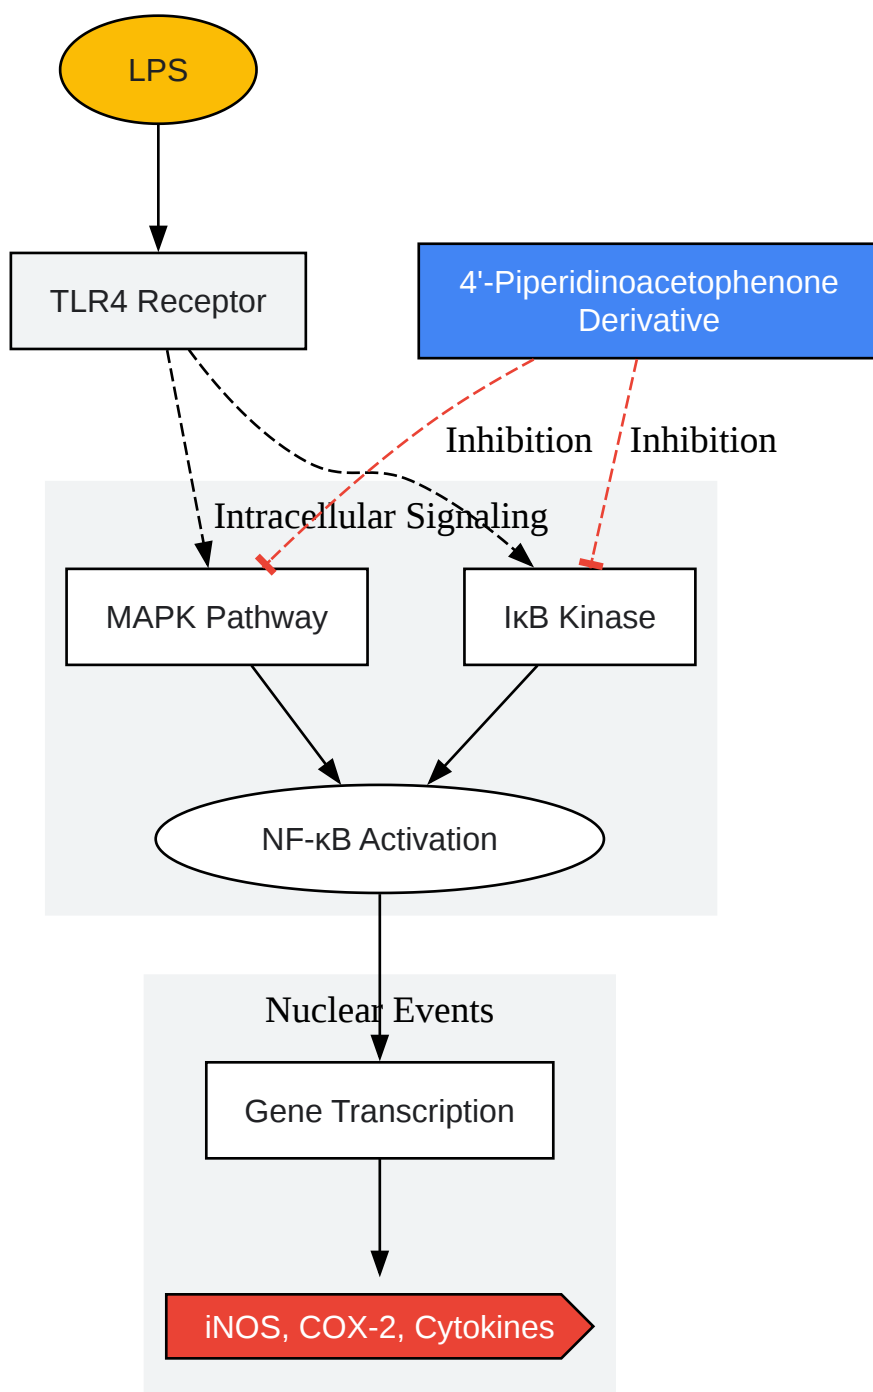 LPS
TLR4 Receptor
4'-Piperidinoacetophenone
Derivative
Inhibition
Inhibition
Intracellular Signaling
MAPK Pathway
IκB Kinase
NF-κB Activation
Nuclear Events
Gene Transcription
iNOS, COX-2, Cytokines